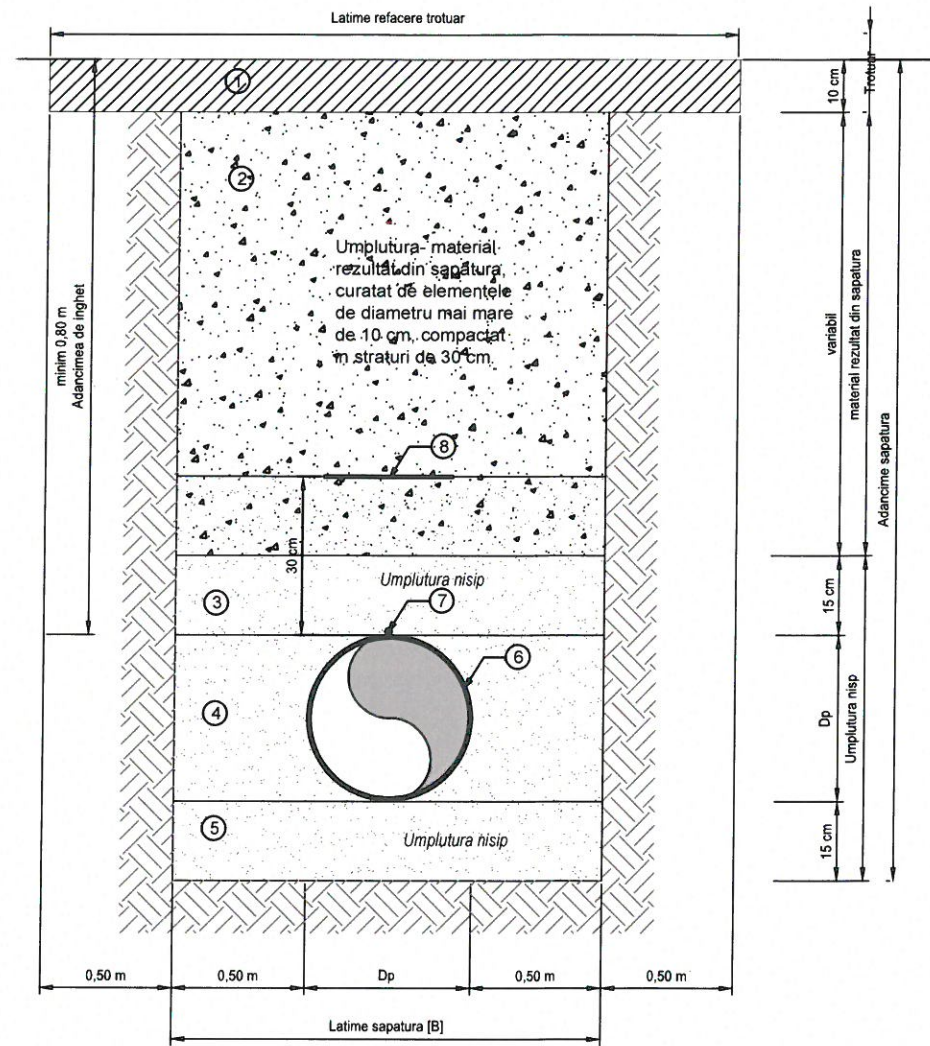 Latime refacere trotuar
1
10 cm
Trotuar
2
Umplutura- material
rezultat din sapatura,
curatat de elementele
de diametru mai mare
de 10 cm, compactat
in straturi de 30 cm
minim 0,80 m
Adancimea de inghet
variabil
material rezultat din sapatura
Adancime sapatura
8
30 cm
Umplutura nisip
3
7
15 cm
6
4
Dp
Umplutura nisp
5
Umplutura nisip
15 cm
0,50 m
0,50 m
Dp
0,50 m
0,50 m
Latime sapatura [B]